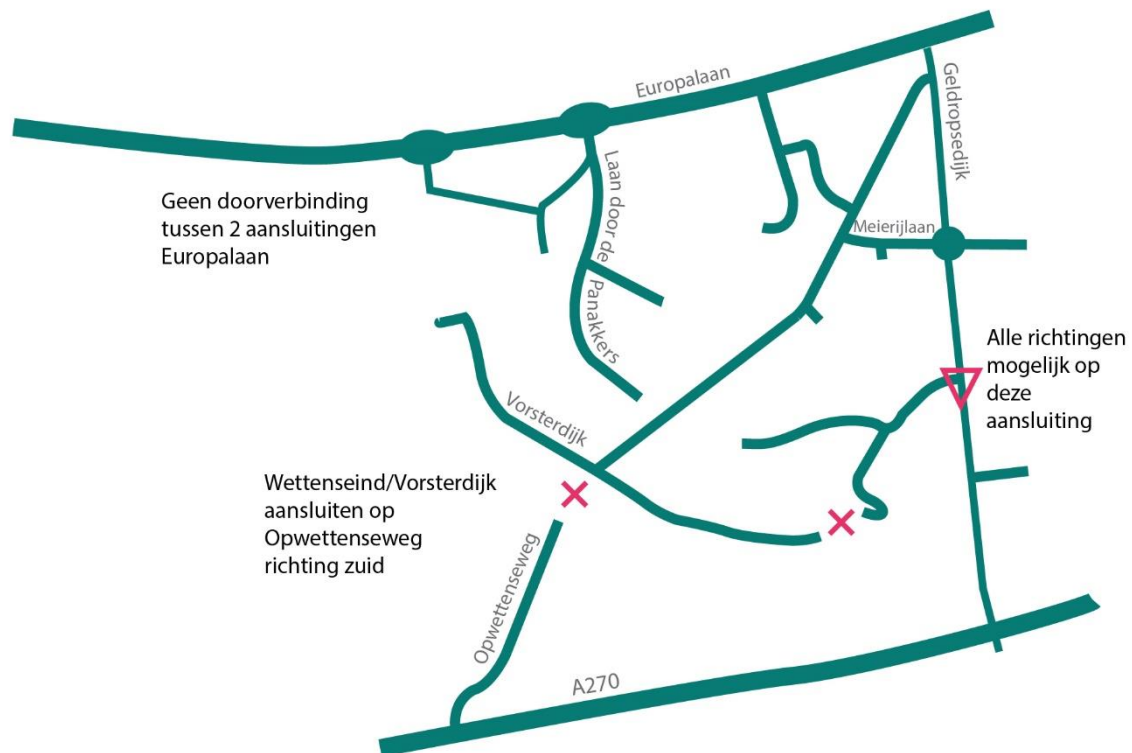 Europalaan
Geldropsedijk
Laan door de Panakkers
Geen doorverbinding
tussen 2 aansluitingen
Europalaan
Meierijlaan
Alle richtingen
mogelijk op
deze
aansluiting
Vorsterdijk
Wettenseind/Vorsterdijk
aansluiten op
Opwettenseweg
richting zuid
Opwettenseweg
A270